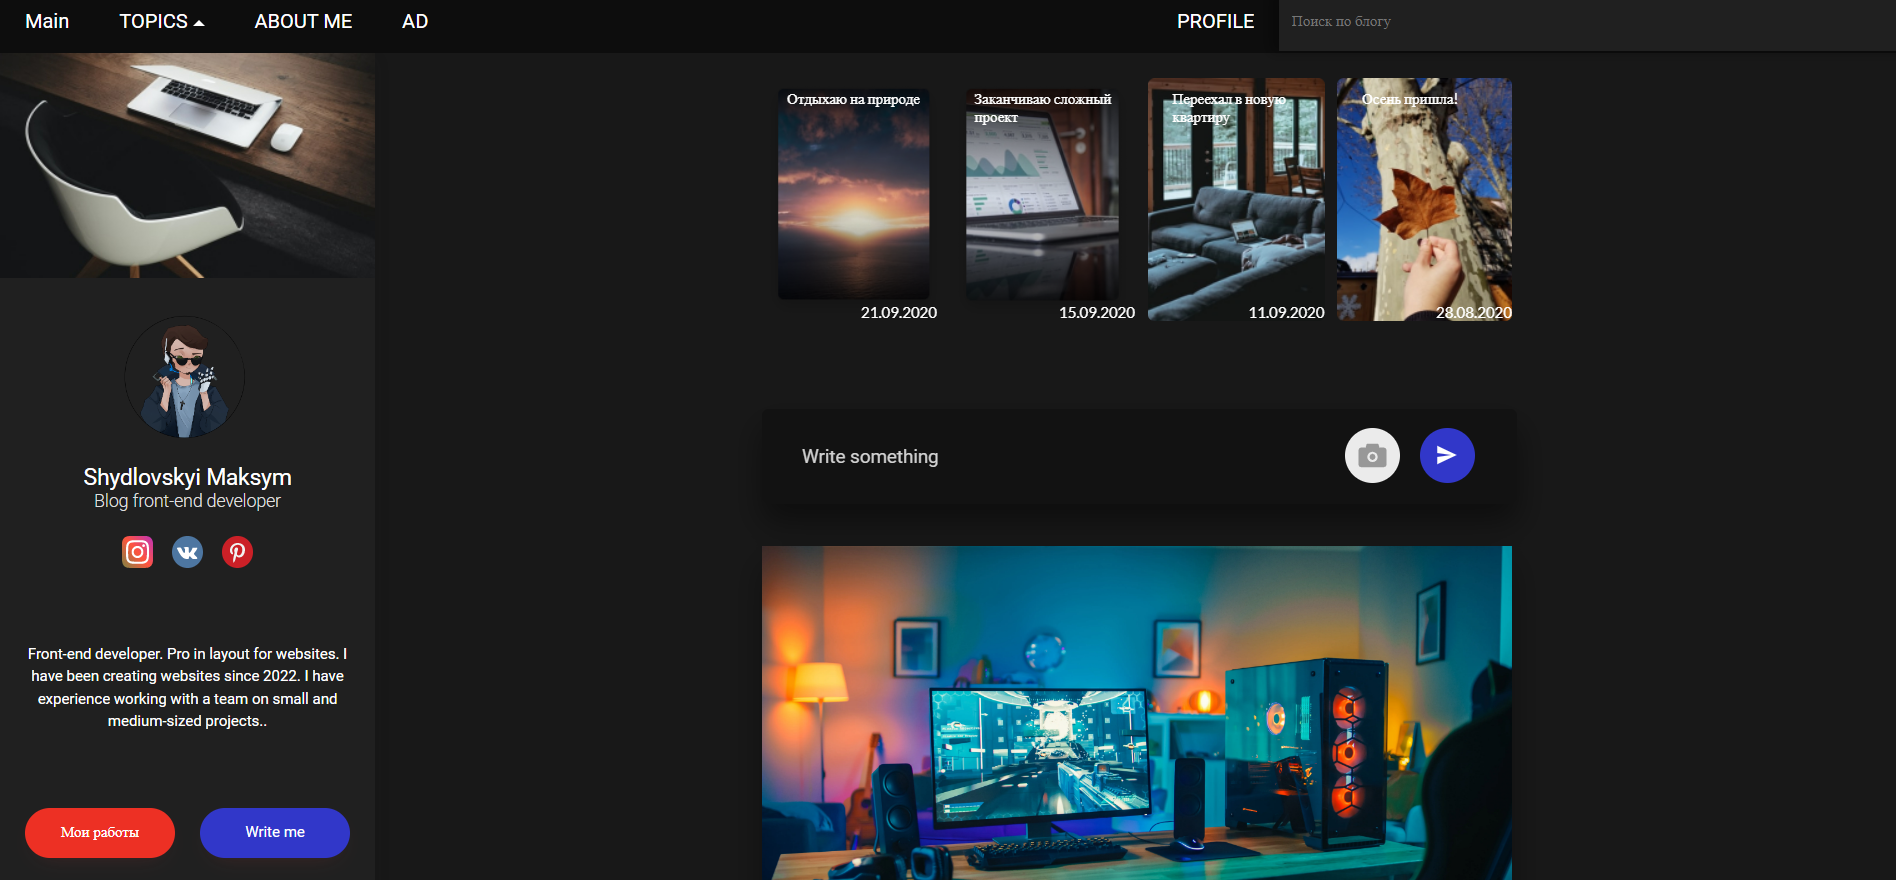 Main
TOPICS
ABOUT ME
AD
PROFILE
Поиск по блогу
Отдыхаю на природе
21.09.2020
Заканчиваю сложный
проект
15.09.2020
Переехал в новую
квартиру
11.09.2020
Осень пришла!
28.08.2020
Shydlovskyi Maksym
Blog front-end developer
Front-end developer. Pro in layout for websites. I
have been creating websites since 2022. I have
experience working with a team on small and
medium-sized projects..
Мои работы
Write me
Write something